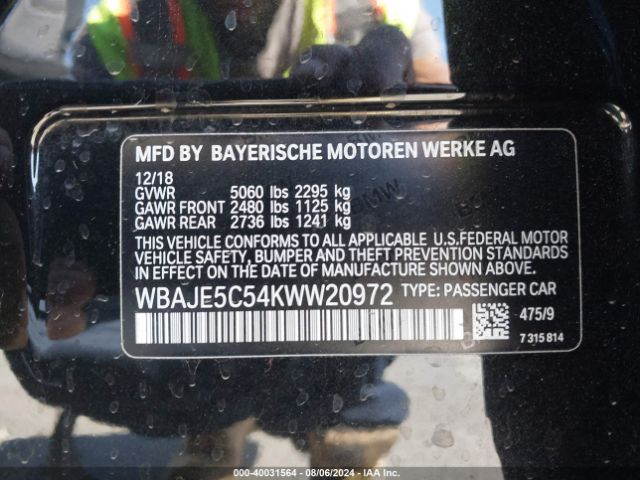 MFD BY BAYERISCHE MOTOREN WERKE AG
12/18
GVWR 5060 lbs 2295 kg
GAWR FRONT 2480 lbs 1125 kg
GAWR REAR 2736 lbs 1241 kg
THIS VEHICLE CONFORMS TO ALL APPLICABLE U.S.FEDERAL MOTOR
VEHICLE SAFETY, BUMPER AND THEFT PREVENTION STANDARDS
IN EFFECT ON THE DATE OF MANUFACTURE SHOWN ABOVE.
WBAJE5C54KWW20972 TYPE: PASSENGER CAR
475/9
7 315 814
000-40031564 > 08/06/2024 > IAA Inc.